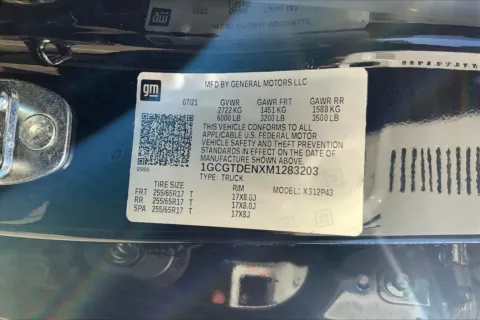 gm
MFD BY GENERAL MOTORS LLC
07/21 GVWR GAWR FRT GAWR RR
2722 KG 1451 KG 1588 KG
6000 LB 3200 LB 3500 LB
THIS VEHICLE CONFORMS TO ALL
APPLICABLE U.S. FEDERAL MOTOR
VEHICLE SAFETY AND THEFT PREVENTION
STANDARDS IN EFFECT ON THE DATE OF
MANUFACTURE SHOWN ABOVE.
1GCGTDENXM1283203
TYPE: TRUCK
TIRE SIZE RIM MODEL: X312P43
FRT 255/65R17 T 17X8.0J
RR 255/65R17 T 17X8.0J
SPA 255/65R17 T 17X8J